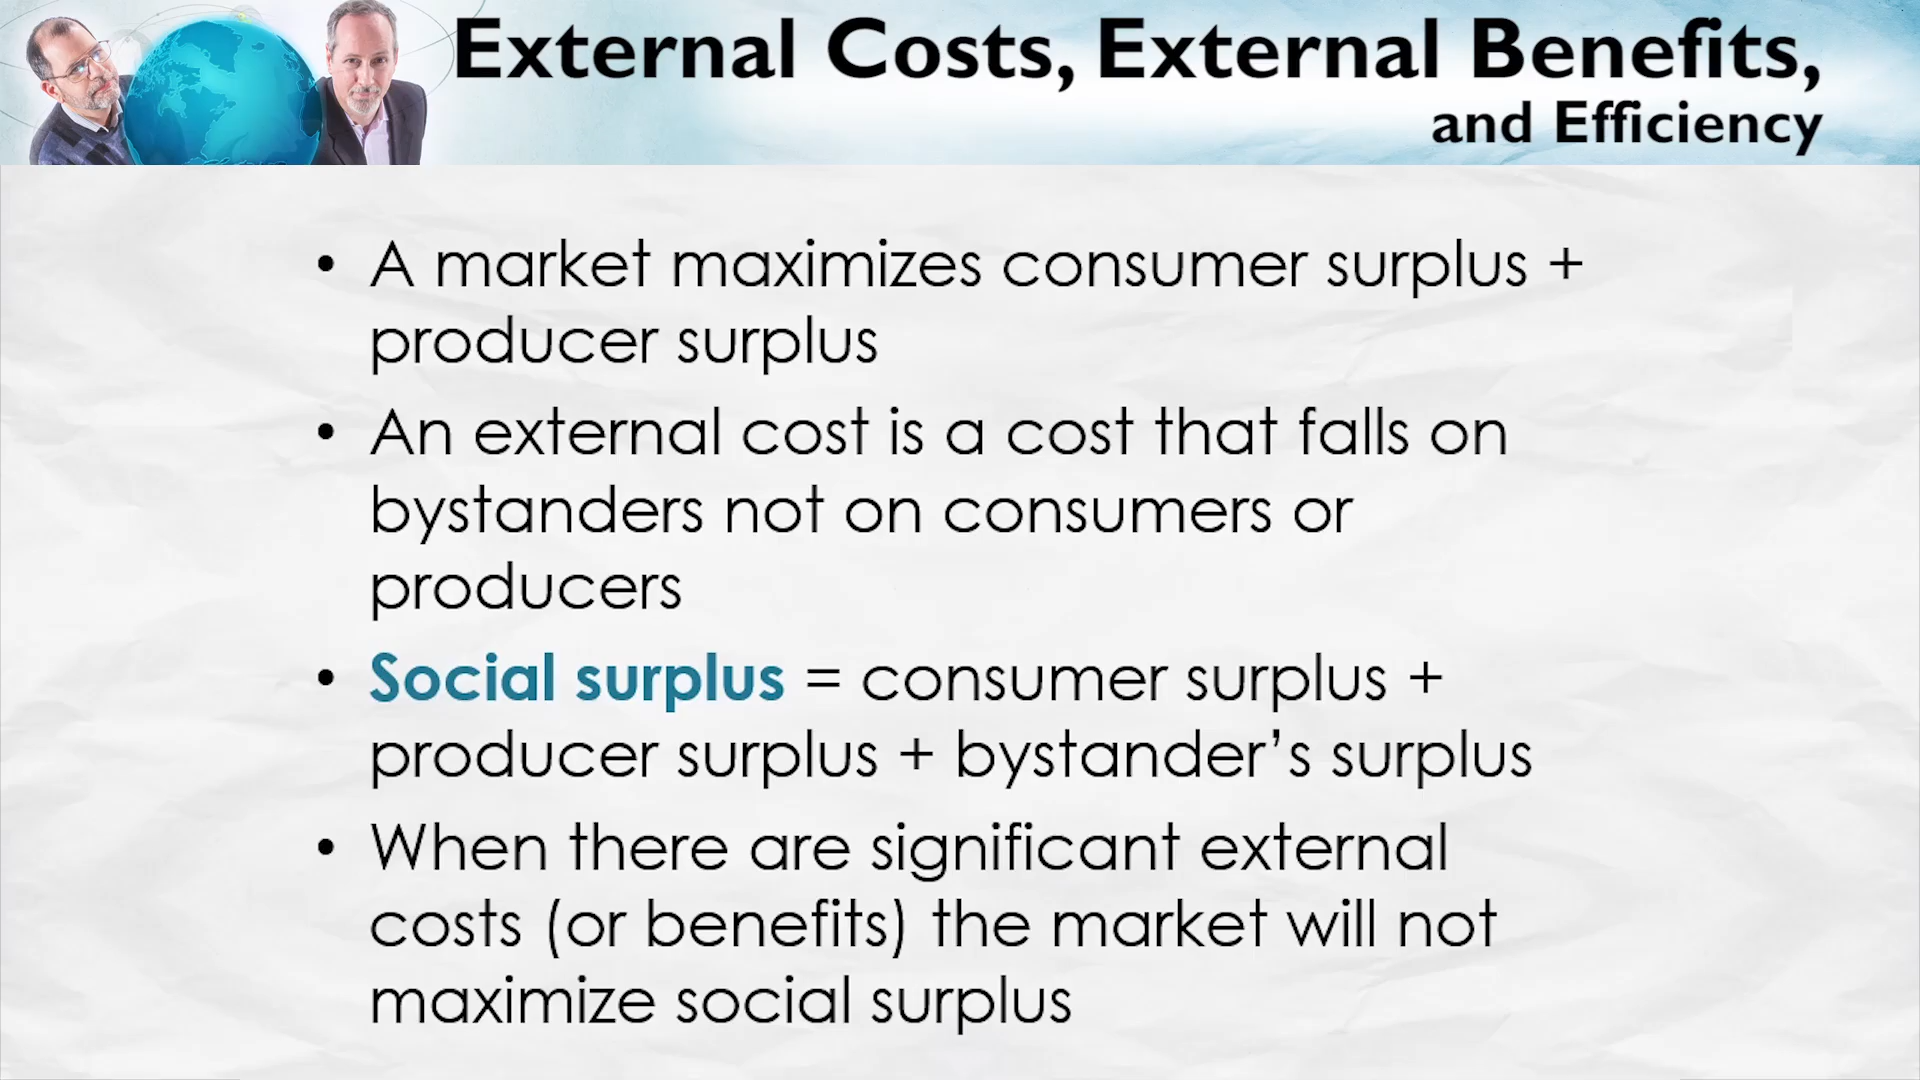 External Costs, External Benefits,
and Efficiency
• A market maximizes consumer surplus +
producer surplus
• An external cost is a cost that falls on
bystanders not on consumers or
producers
• Social surplus = consumer surplus +
producer surplus + bystander’s surplus
• When there are significant external
costs (or benefits) the market will not
maximize social surplus